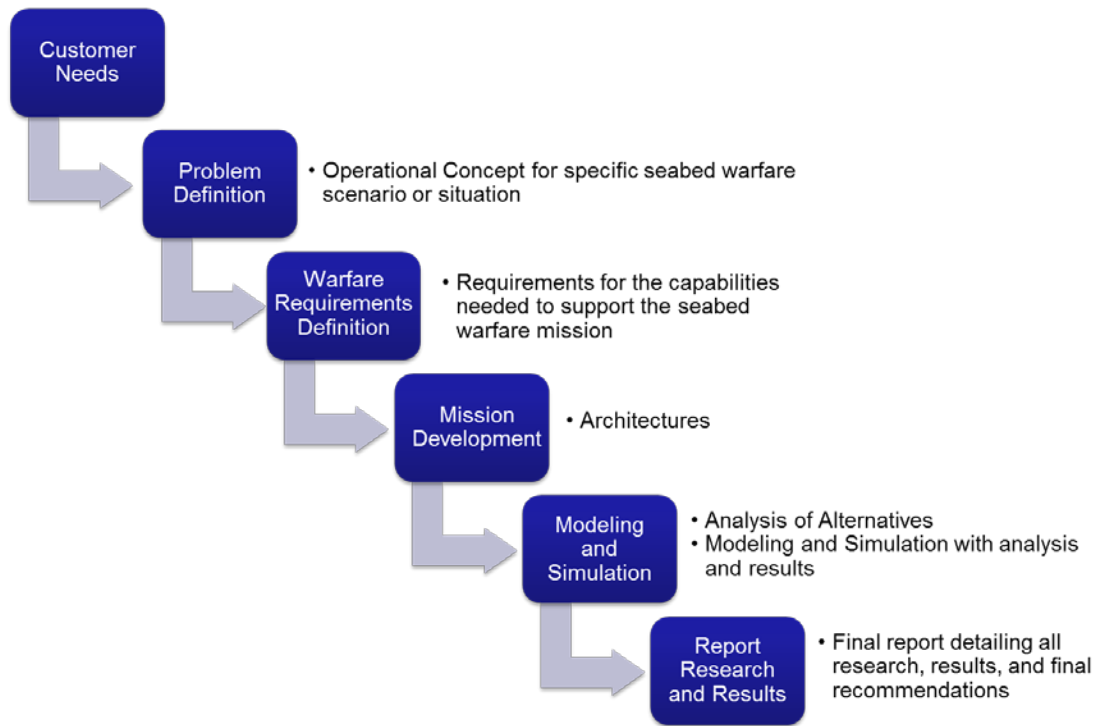 Customer
Needs
Problem
Definition
• Operational Concept for specific seabed warfare
scenario or situation
Warfare
Requirements
Definition
• Requirements for the capabilities
needed to support the seabed
warfare mission
Mission
Development
• Architectures
Modeling
and
Simulation
• Analysis of Alternatives
• Modeling and Simulation with analysis
and results
Report
Research
and Results
• Final report detailing all
research, results, and final
recommendations